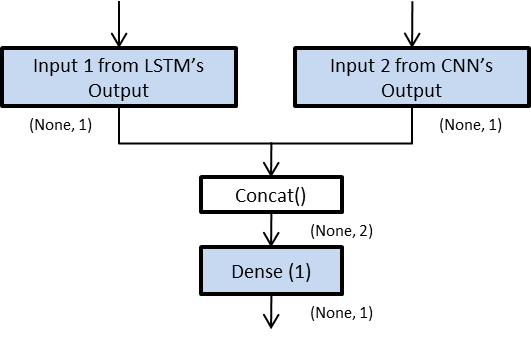 Input 1 from LSTM's
Output
Input 2 from CNN's
Output
(None, 1)
(None, 1)
Concat()
(None, 2)
Dense (1)
(None, 1)